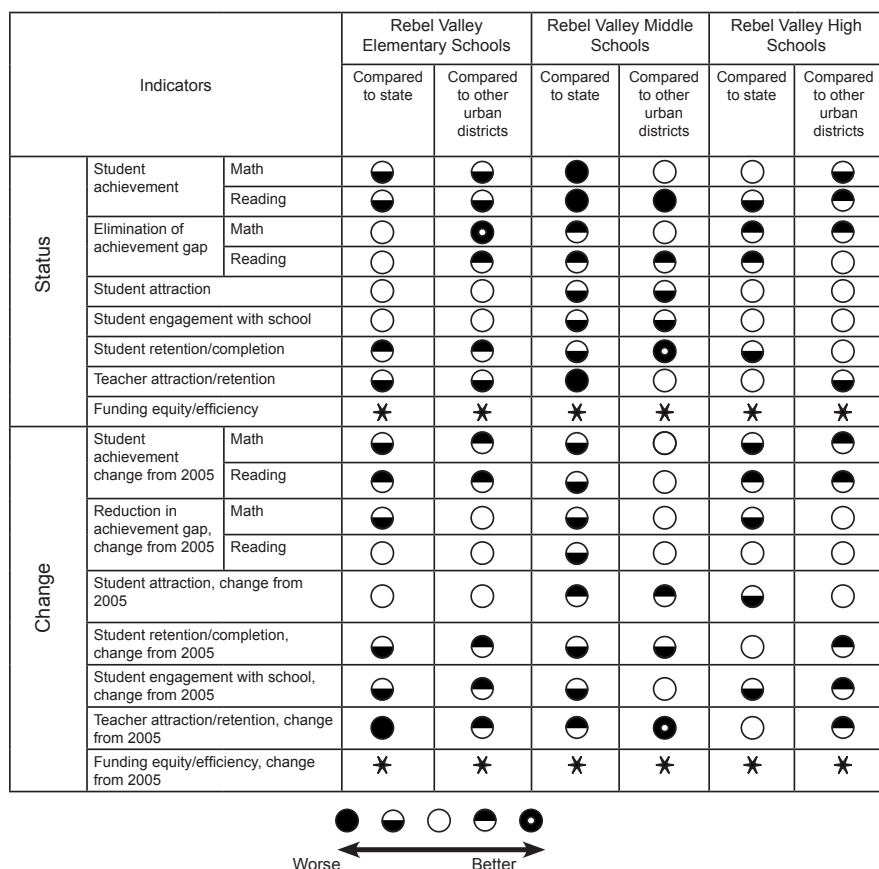 Indicators
Rebel Valley
Elementary Schools
Rebel Valley Middle
Schools
Rebel Valley High
Schools
Compared
to state
Compared
to other
urban
districts
Compared
to state
Compared
to other
urban
districts
Compared
to state
Compared
to other
urban
districts
Status
Student
achievement
Math
Reading
Elimination of
achievement gap
Math
Reading
Student attraction
Student engagement with school
Student retention/completion
Teacher attraction/retention
Funding equity/efficiency
Change
Student
achievement
change from 2005
Math
Reading
Reduction in
achievement gap,
change from 2005
Math
Reading
Student attraction, change from
2005
Student retention/completion,
change from 2005
Student engagement with school,
change from 2005
Teacher attraction/retention, change
from 2005
Funding equity/efficiency, change
from 2005
Worse Better